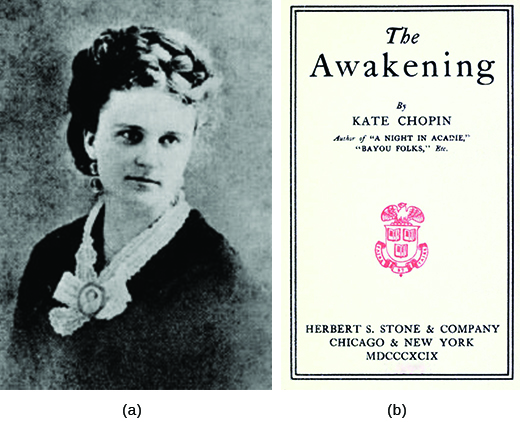 The
Awakening
By
KATE CHOPIN
Author of "A NIGHT IN ACADIE,"
"BAYOU FOLKS," Etc.
HERBERT S. STONE & COMPANY
CHICAGO & NEW YORK
MDCCCXCIX
(a)
(b)